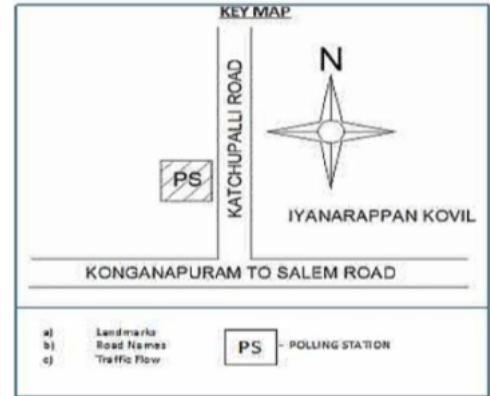 KEY MAP
N
KATCHUPALLI ROAD
PS
IYANARAPPAN KOVIL
KONGANAPURAM TO SALEM ROAD
a) Landmarks
b) Road Names
c) Traffic Flow
PS - POLLING STATION